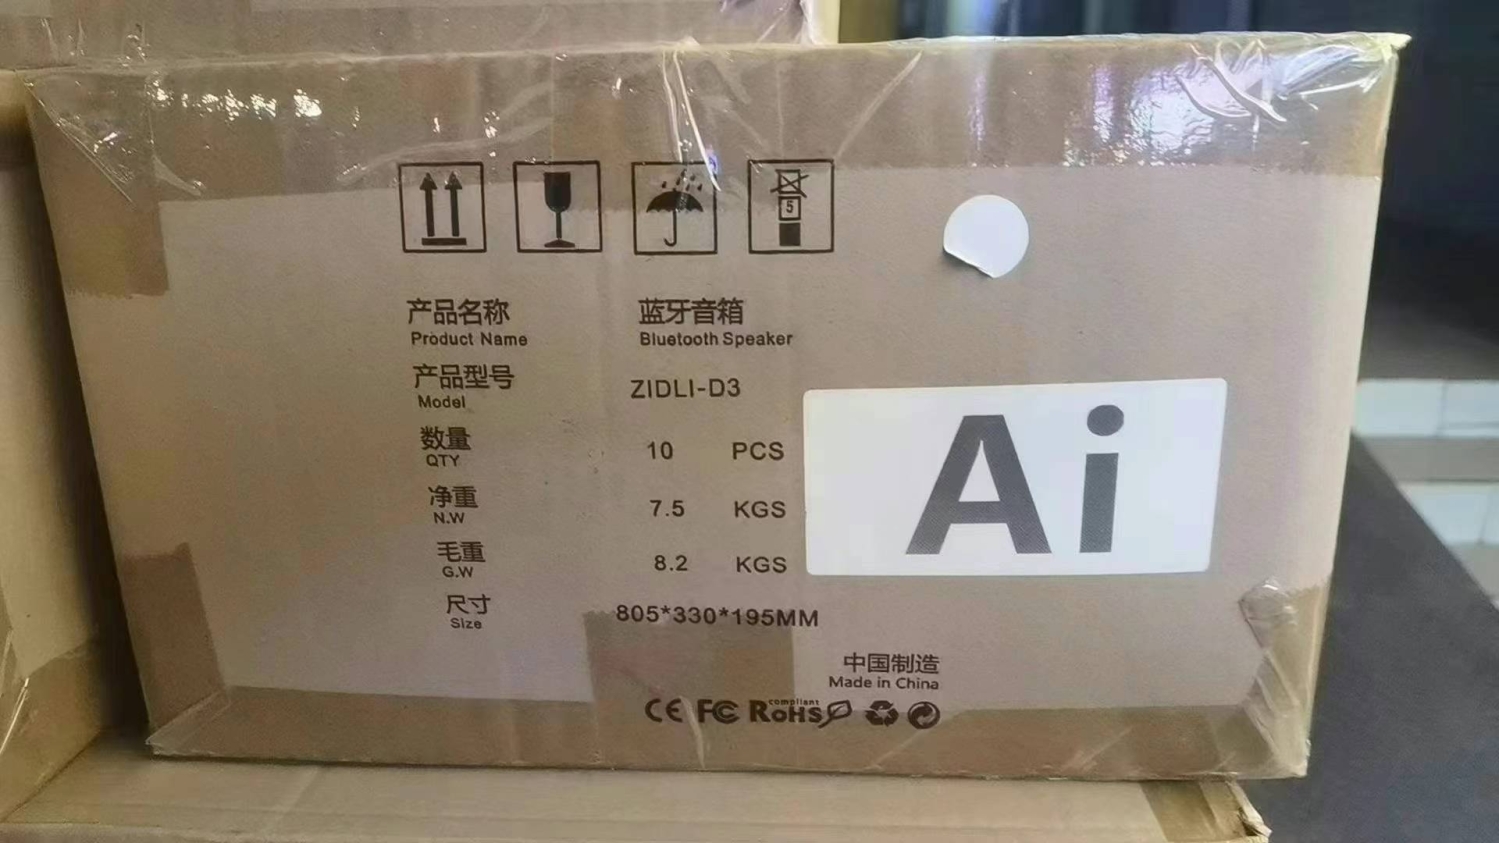 5
产品名称 蓝牙音箱
Product Name Bluetooth Speaker
产品型号 ZIDLI-D3
Model
数量 10 PCS
QTY
净重 7.5 KGS
N.W
毛重 8.2 KGS
G.W
尺寸 805*330*195MM
Size
Ai
中国制造
Made in China
compliant
CE FC RoHS